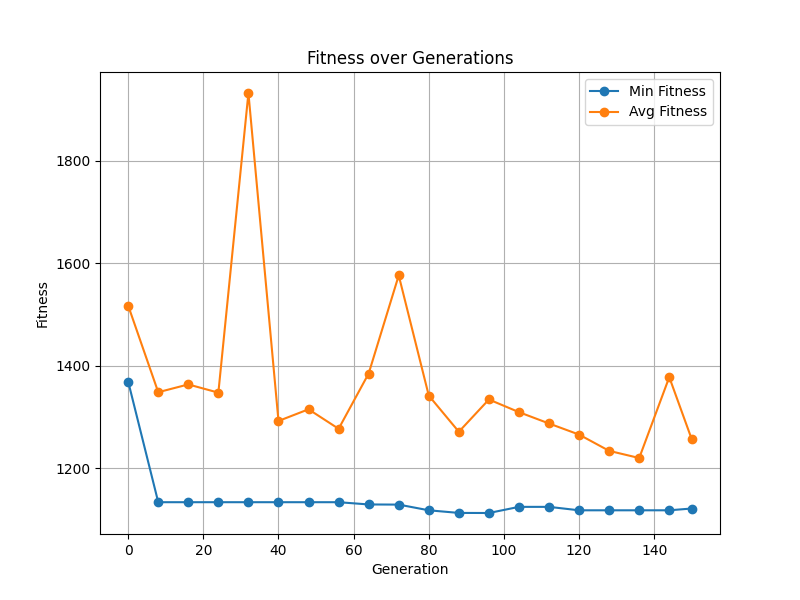 Fitness over Generations
Min Fitness
Avg Fitness
1800
1600
1400
1200
Fitness
0 20 40 60 80 100 120 140
Generation